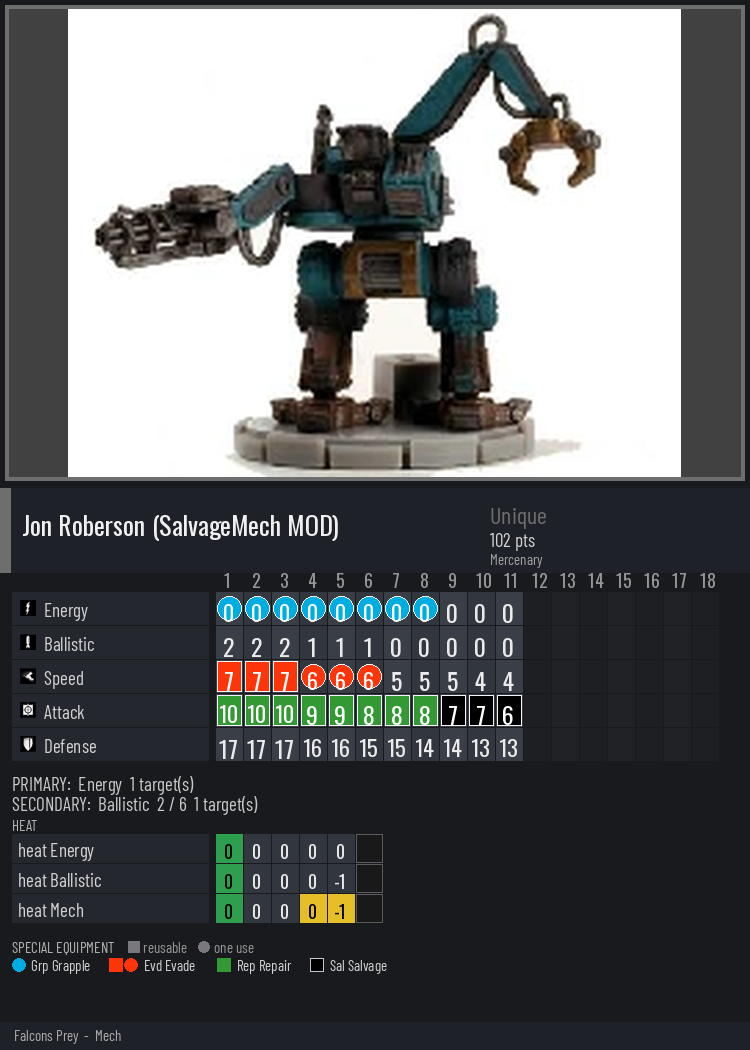 Jon Roberson (SalvageMech MOD)
Unique
102 pts
Mercenary
1 2 3 4 5 6 7 8 9 10 11 12 13 14 15 16 17 18
Energy 0 0 0 0 0 0 0 0 0 0 0
Ballistic 2 2 2 1 1 1 0 0 0 0 0
Speed 7 7 7 6 6 6 5 5 5 4 4
Attack 10 10 10 9 9 8 8 8 7 7 6
Defense 17 17 17 16 16 15 15 14 14 13 13
PRIMARY: Energy 1 target(s)
SECONDARY: Ballistic 2 / 6 1 target(s)
HEAT
heat Energy 0 0 0 0 0
heat Ballistic 0 0 0 0 -1
heat Mech 0 0 0 0 -1
SPECIAL EQUIPMENT reusable one use
Grp Grapple Evd Evade Rep Repair Sal Salvage
Falcons Prey - Mech